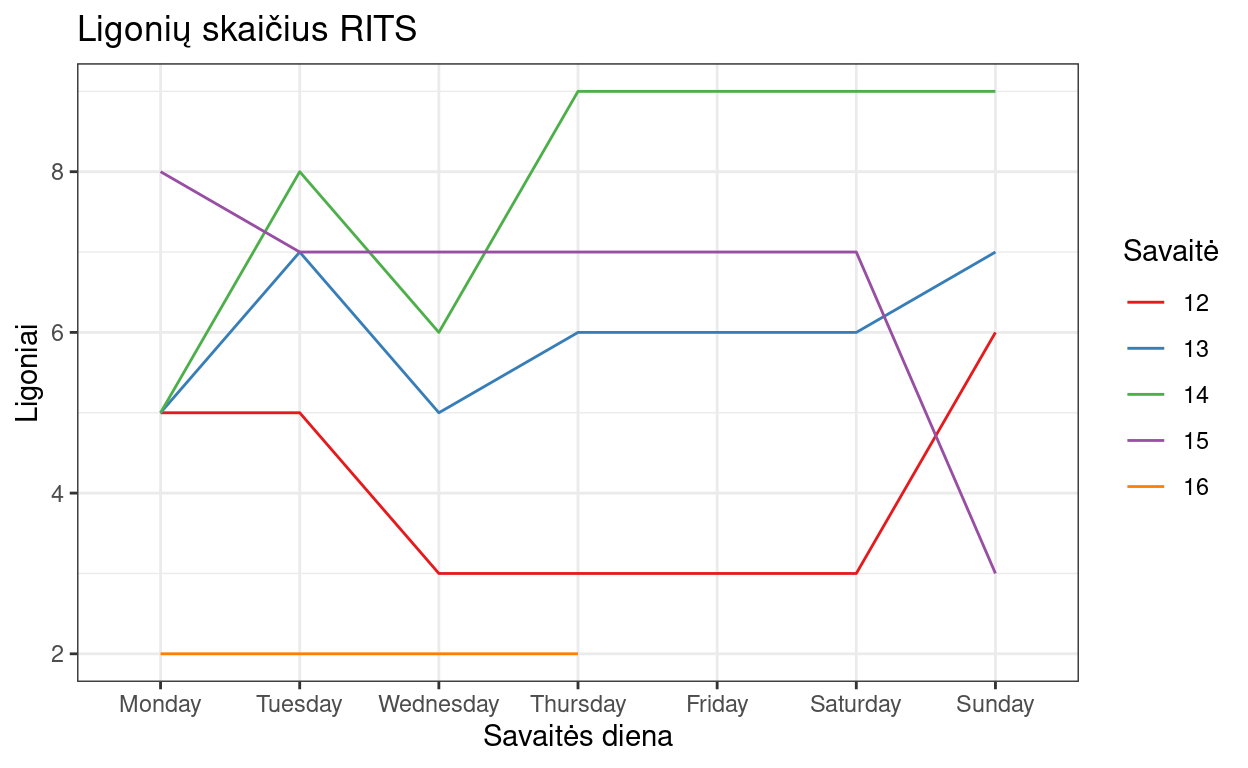 Ligonių skaičius RITS
Ligoniai
8
6
4
2
Monday Tuesday Wednesday Thursday Friday Saturday Sunday
Savaitės diena
Savaitė
12
13
14
15
16